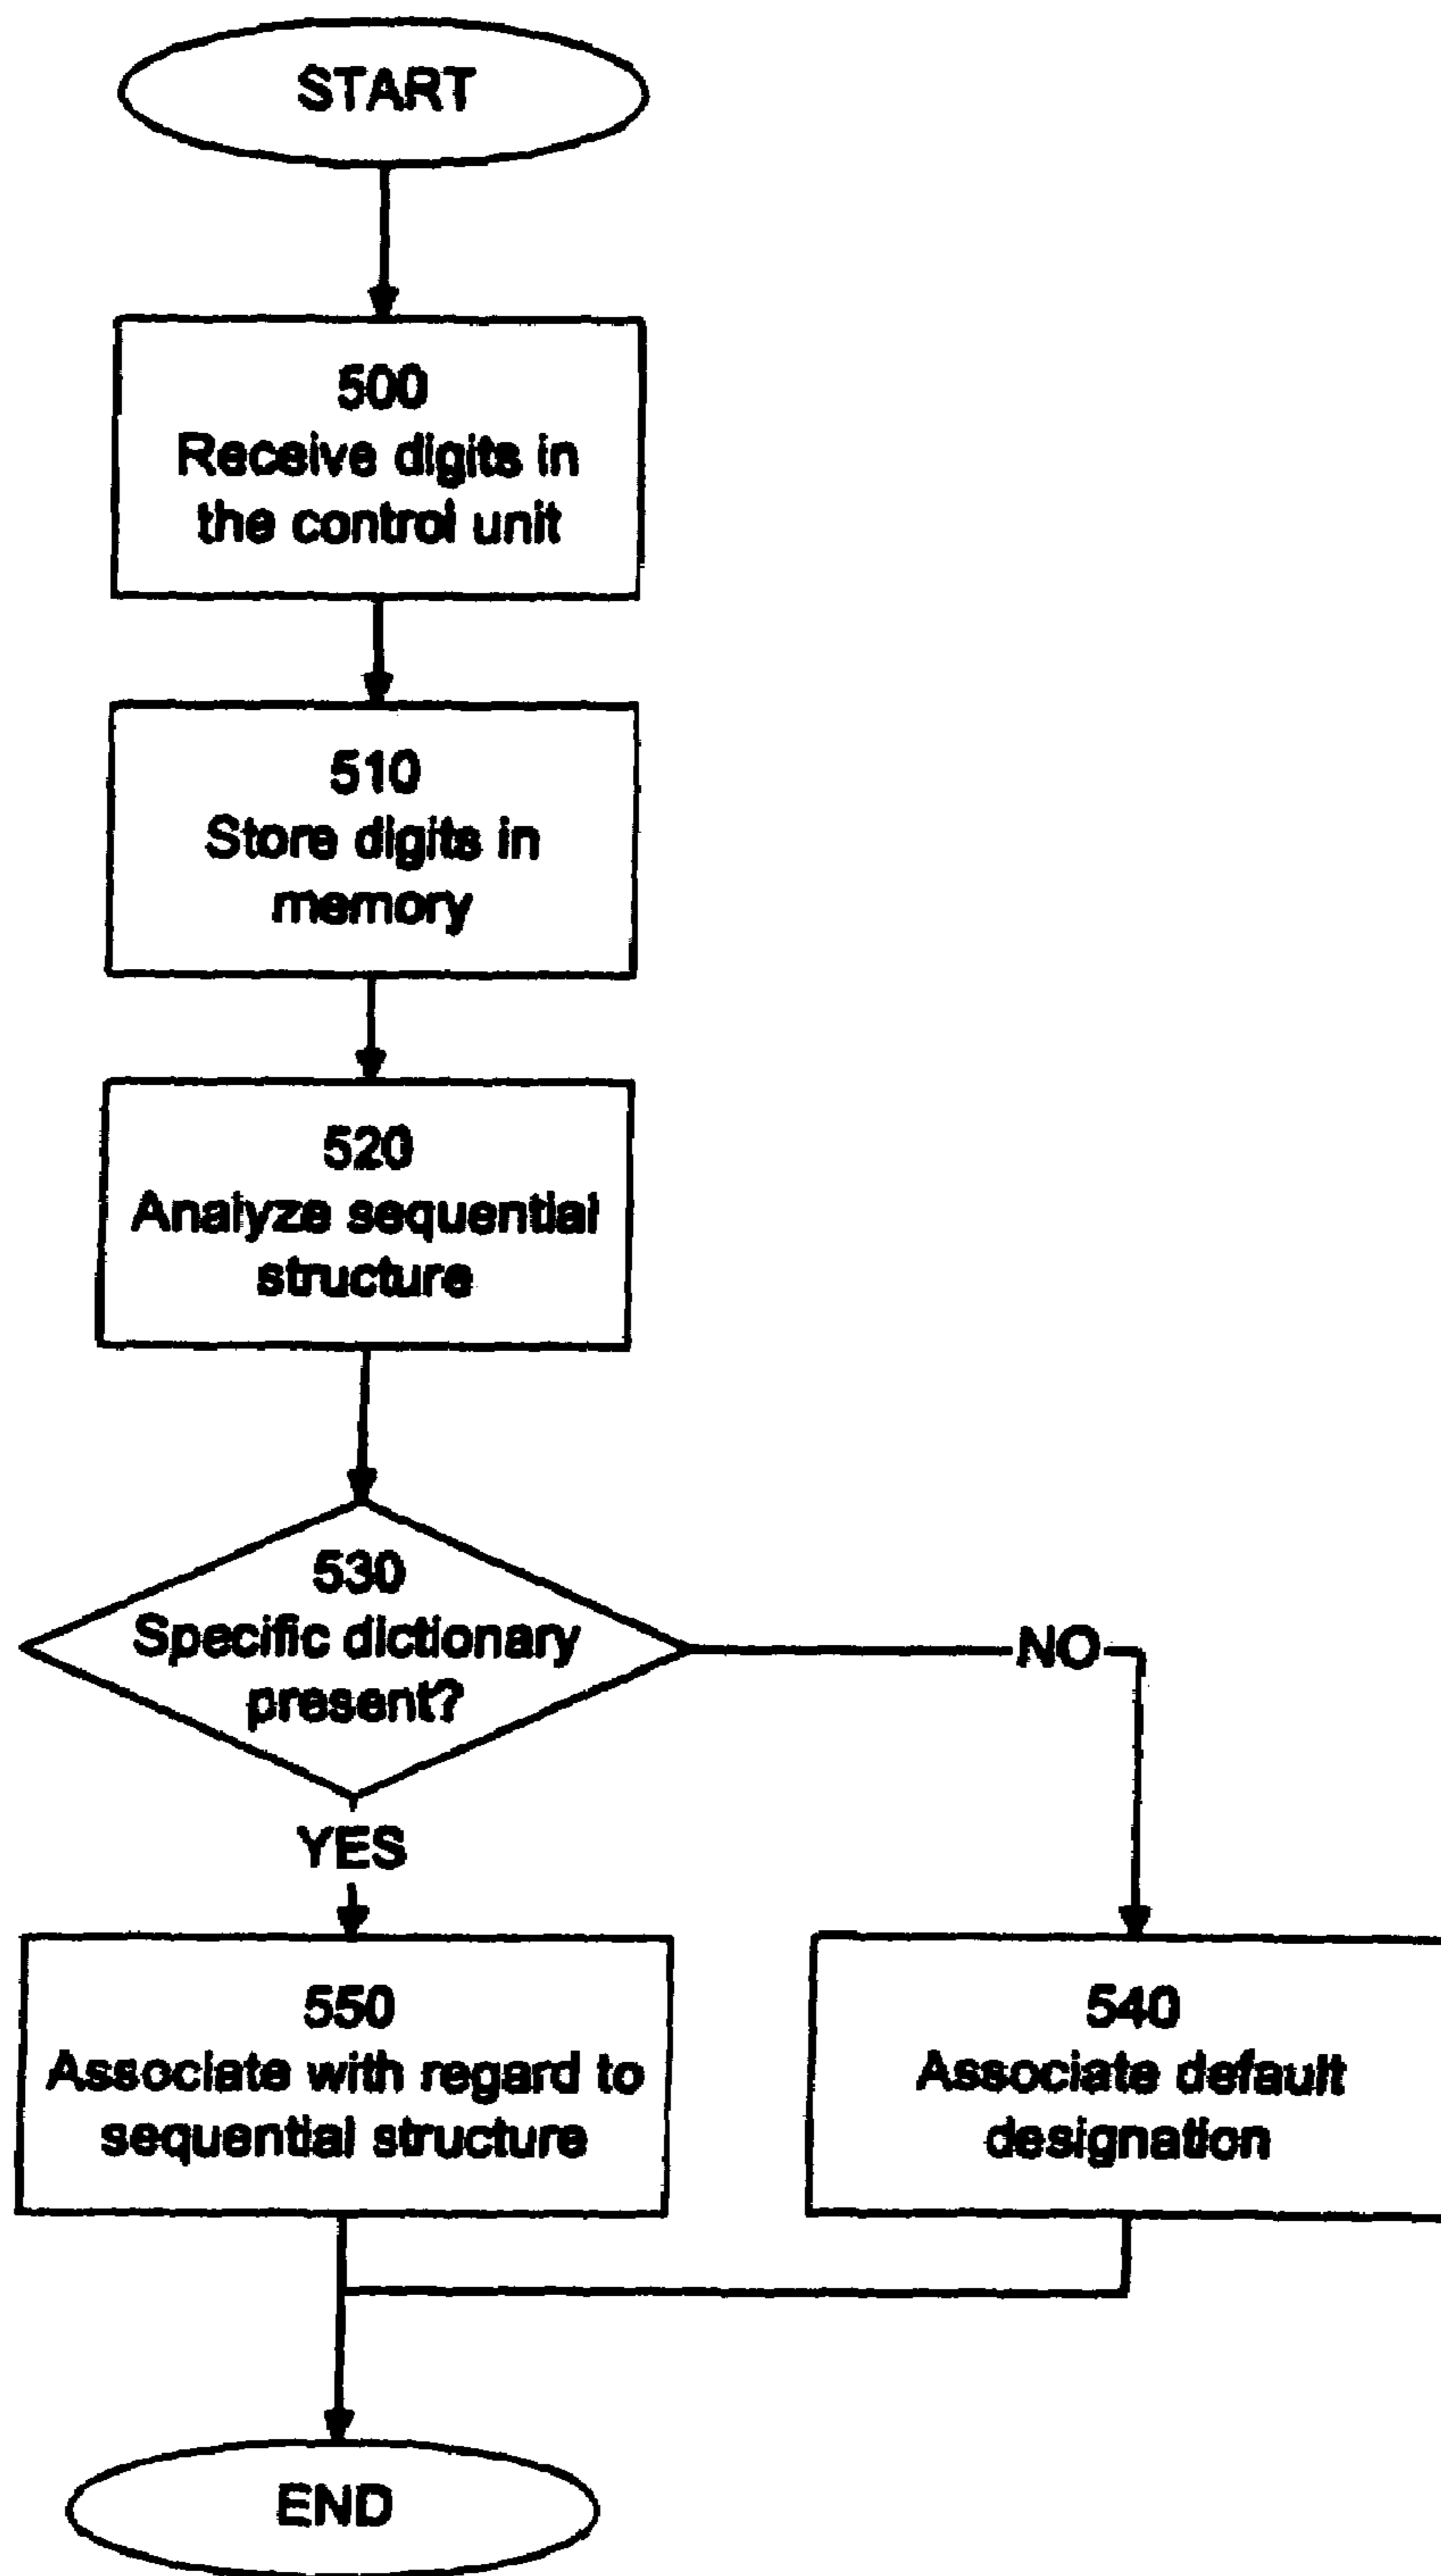 START
500
Receive digits in
the control unit
510
Store digits in
memory
520
Analyze sequential
structure
530
Specific dictionary
present?
NO
YES
550
Associate with regard to
sequential structure
540
Associate default
designation
END